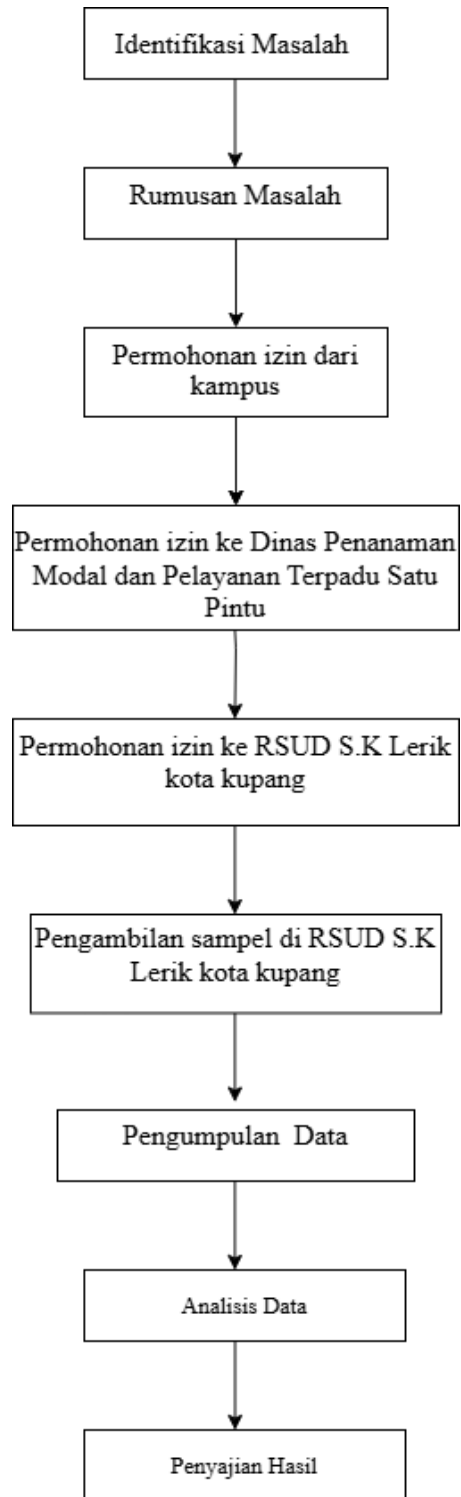 Identifikasi Masalah
Rumusan Masalah
Permohonan izin dari
kampus
Permohonan izin ke Dinas Penanaman
Modal dan Pelayanan Terpadu Satu
Pintu
Permohonan izin ke RSUD S.K Lerik
kota kupang
Pengambilan sampel di RSUD S.K
Lerik kota kupang
Pengumpulan Data
Analisis Data
Penyajian Hasil